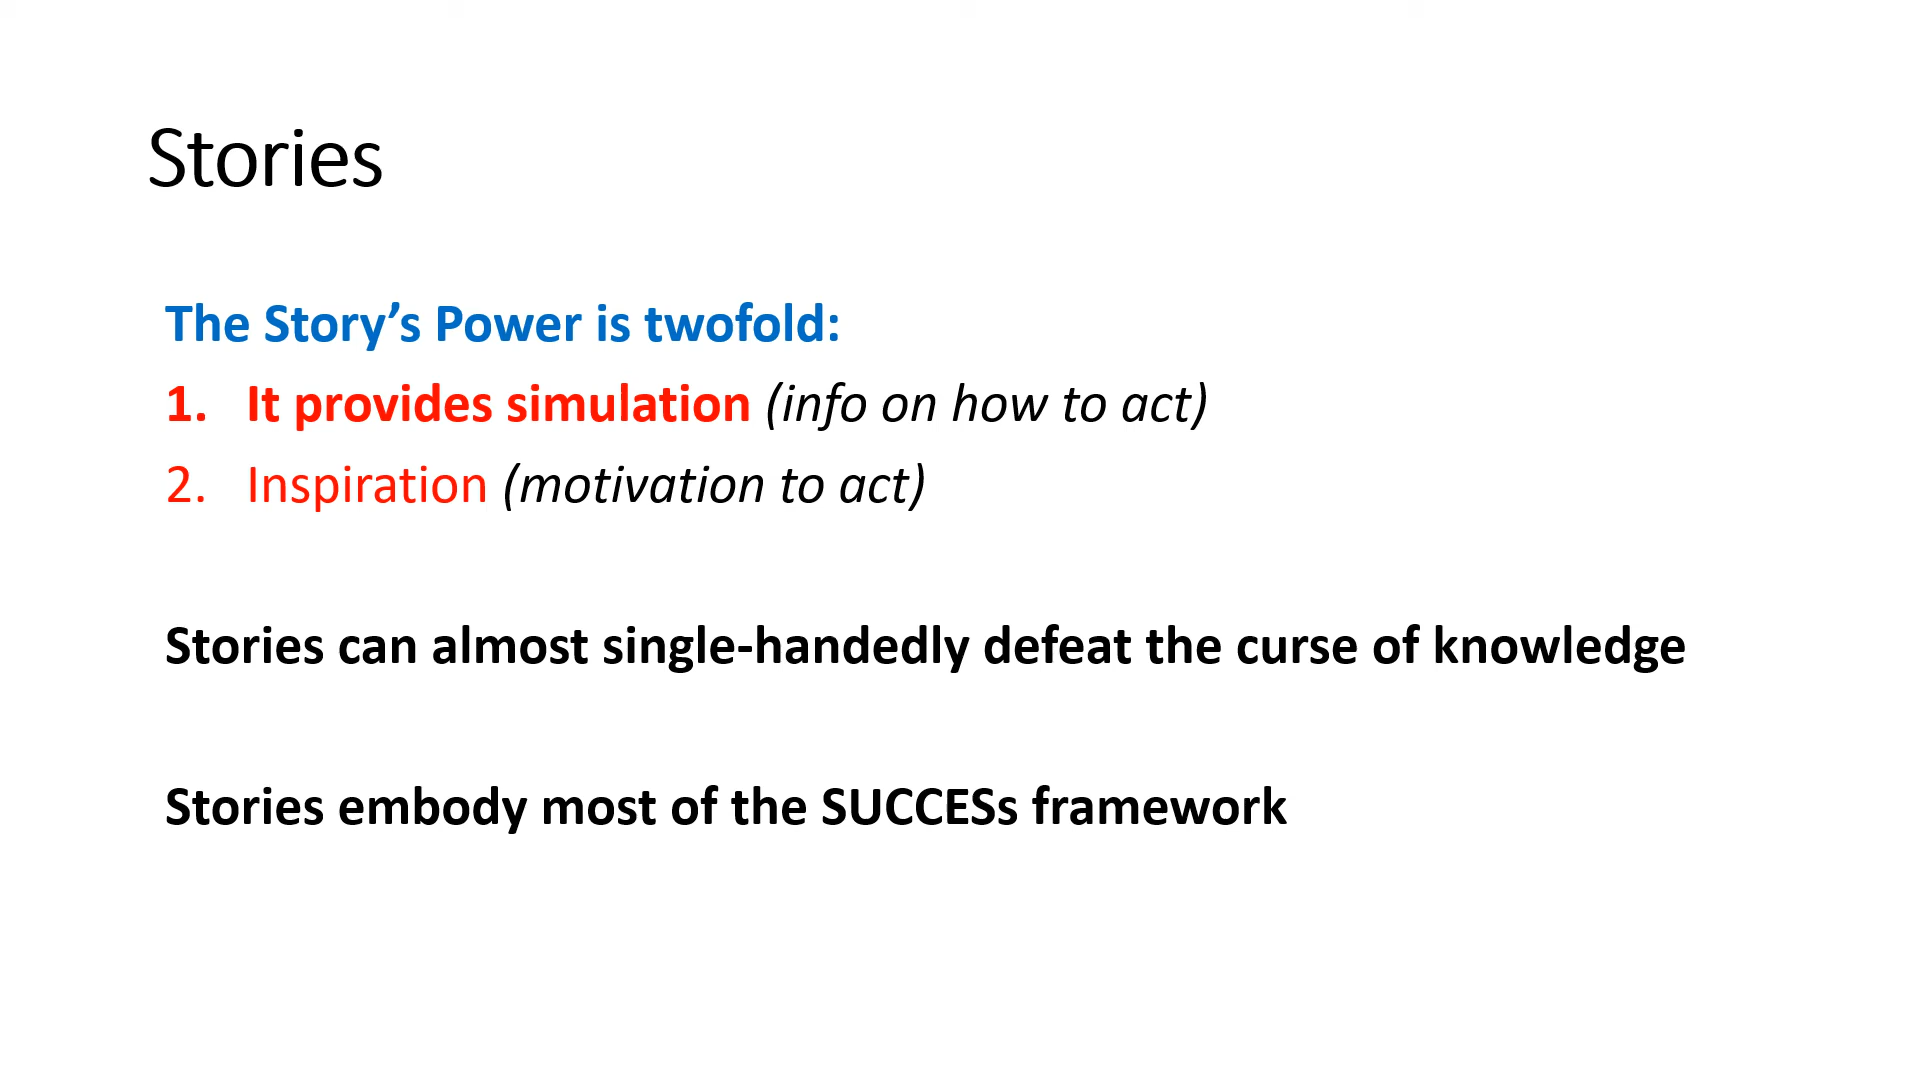 Stories
The Story’s Power is twofold:
1. It provides simulation (info on how to act)
2. Inspiration (motivation to act)
Stories can almost single-handedly defeat the curse of knowledge
Stories embody most of the SUCCESs framework